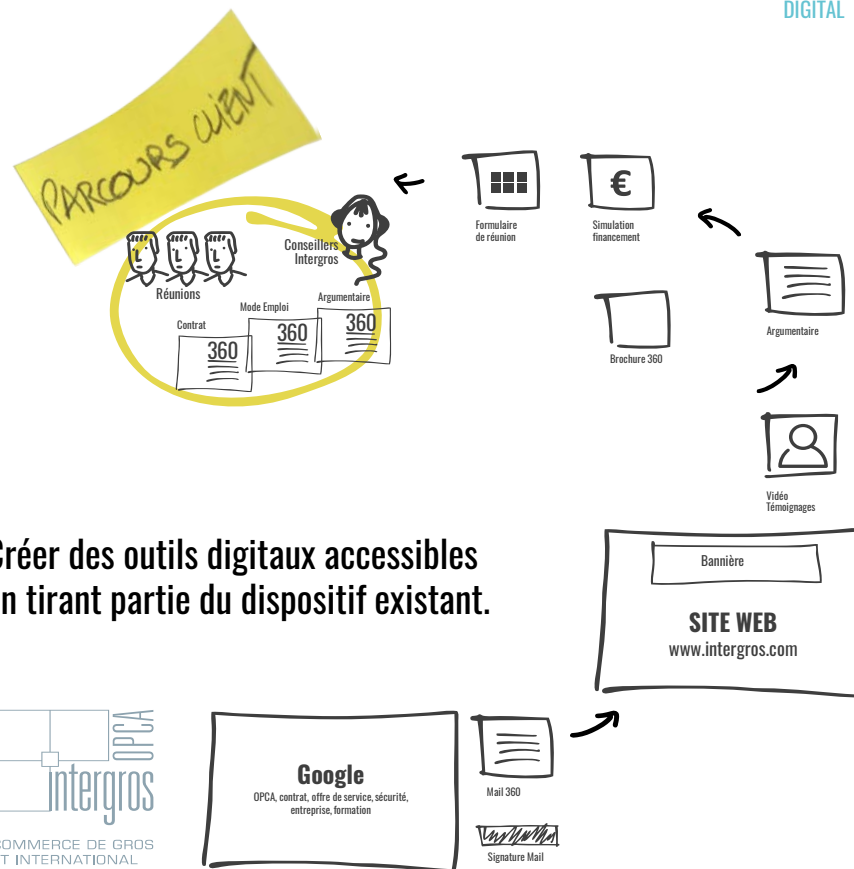 DIGITAL
PARCOURS CLIENT
Formulaire
de réunion
€
Simulation
financement
Conseillers
Intergros
Réunions
Argumentaire
Mode Emploi
Contrat
360
360
360
Argumentaire
Brochure 360
Vidéo
Témoignages
Créer des outils digitaux accessibles
en tirant partie du dispositif existant.
Bannière
SITE WEB
www.intergros.com
OPCA
intergros
COMMERCE DE GROS
ET INTERNATIONAL
Google
OPCA, contrat, offre de service, sécurité,
entreprise, formation
Mail 360
Signature Mail